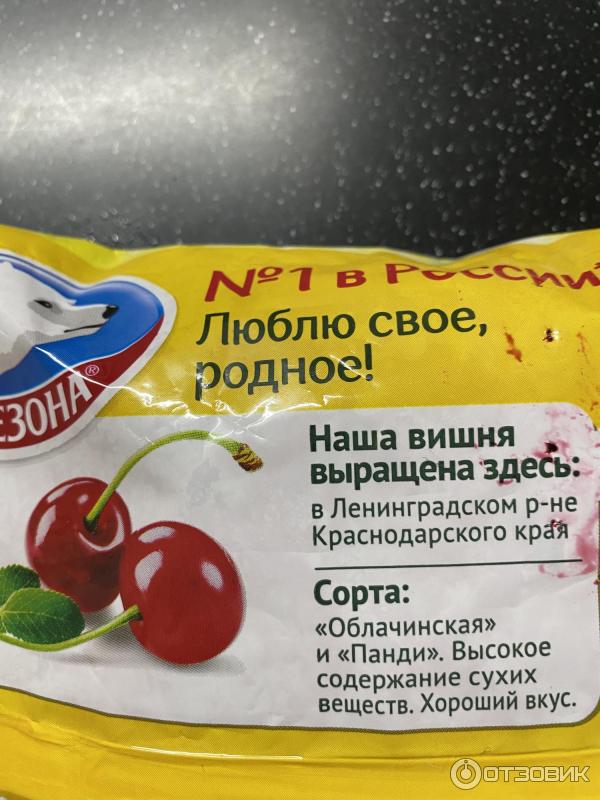 №1 в России*
Люблю свое,
родное!
ЕЗОНА®
Наша вишня
выращена здесь:
в Ленинградском р-не
Краснодарского края
Сорта:
«Облачинская»
и «Панди». Высокое
содержание сухих
веществ. Хороший вкус.
ОТЗОВИК